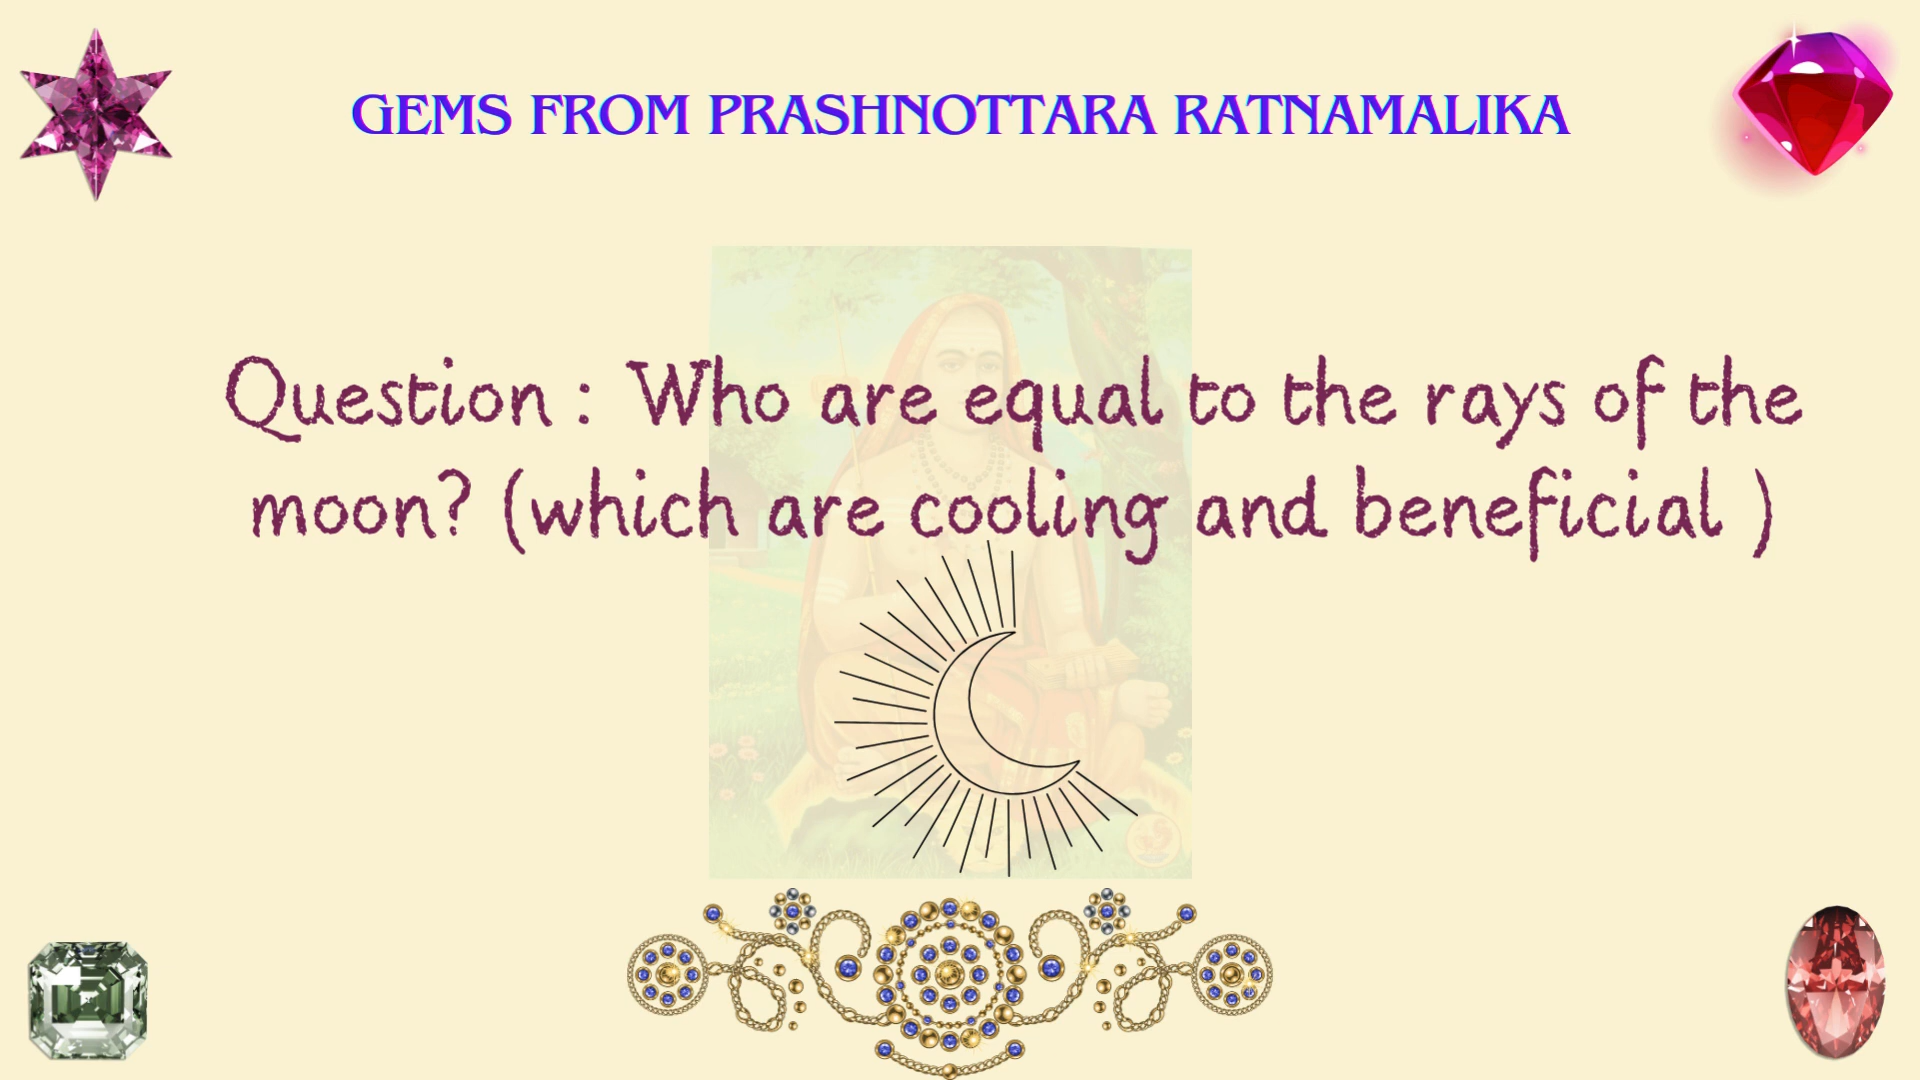 GEMS FROM PRASHNOTTARA RATNAMALIKA
Question : Who are equal to the rays of the
moon? (which are cooling and beneficial )